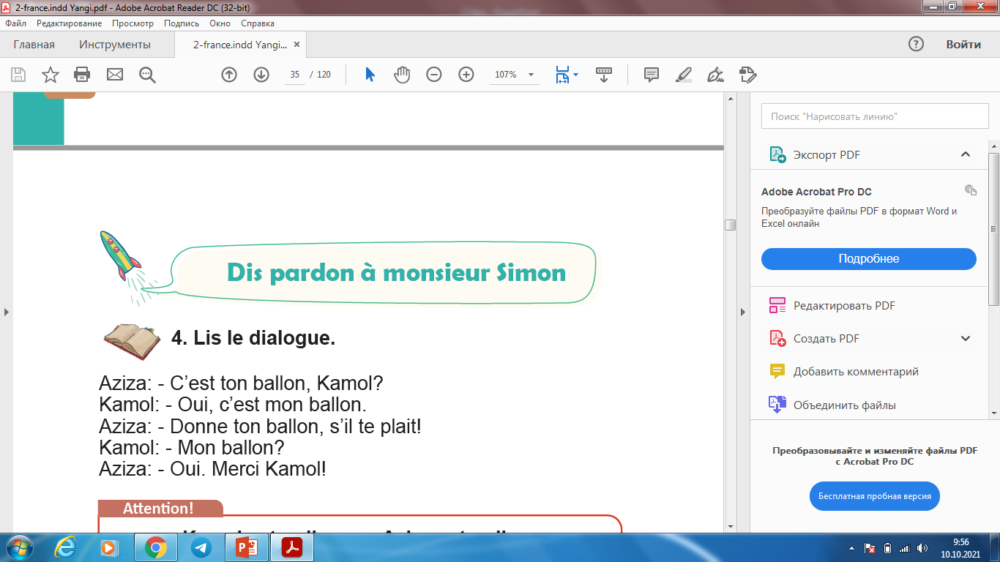 2-france.indd Yangi.pdf - Adobe Acrobat Reader DC (32-bit)
Файл Редактирование Просмотр Подпись Окно Справка
Главная Инструменты 2-france.indd Yangi... × Войти
35 / 120 107%
Поиск "Нарисовать линию"
Экспорт PDF
Adobe Acrobat Pro DC
Преобразуйте файлы PDF в формат Word и
Excel онлайн
Подробнее
Редактировать PDF
Создать PDF
Добавить комментарий
Объединить файлы
Преобразовывайте и изменяйте файлы PDF
с Acrobat Pro DC
Бесплатная пробная версия
Dis pardon à monsieur Simon
4. Lis le dialogue.
Aziza: - C’est ton ballon, Kamol?
Kamol: - Oui, c’est mon ballon.
Aziza: - Donne ton ballon, s’il te plait!
Kamol: - Mon ballon?
Aziza: - Oui. Merci Kamol!
Attention!
9:56
10.10.2021